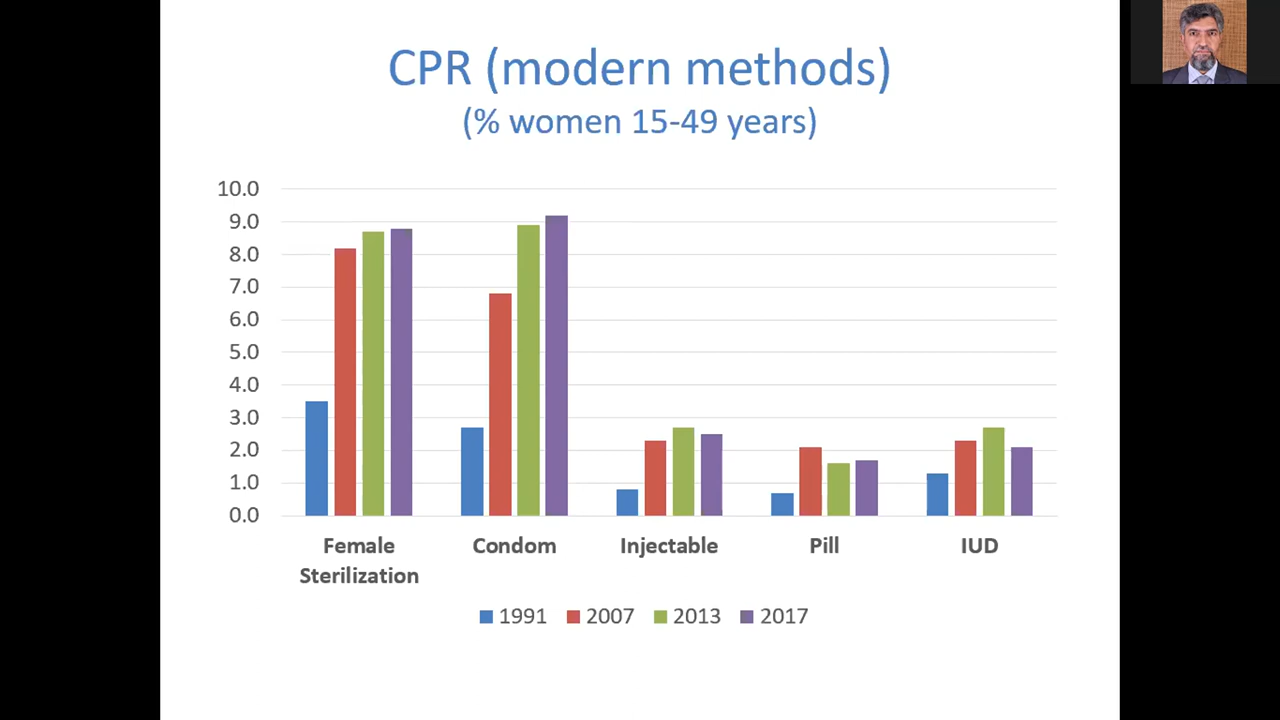 CPR (modern methods)
(% women 15-49 years)
10.0
9.0
8.0
7.0
6.0
5.0
4.0
3.0
2.0
1.0
0.0
Female Condom Injectable Pill IUD
Sterilization
1991 2007 2013 2017